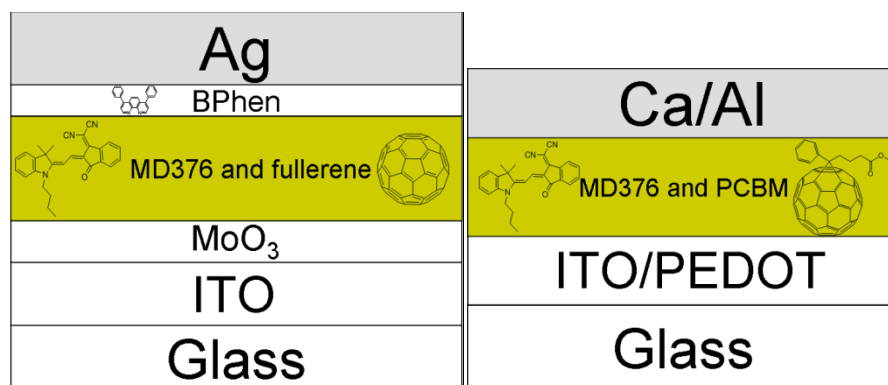 Ag
BPhen
CN
CN
N
O
MD376 and fullerene
MoO3
ITO
Glass
Ca/Al
CN
CN
N
O
MD376 and PCBM
O
ITO/PEDOT
Glass